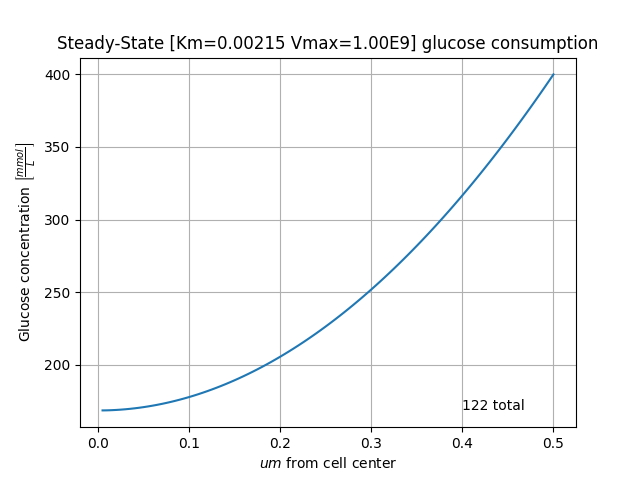 Steady-State [Km=0.00215 Vmax=1.00E9] glucose consumption
Glucose concentration [mmol/L]
400
350
300
250
200
122 total
0.0 0.1 0.2 0.3 0.4 0.5
um from cell center